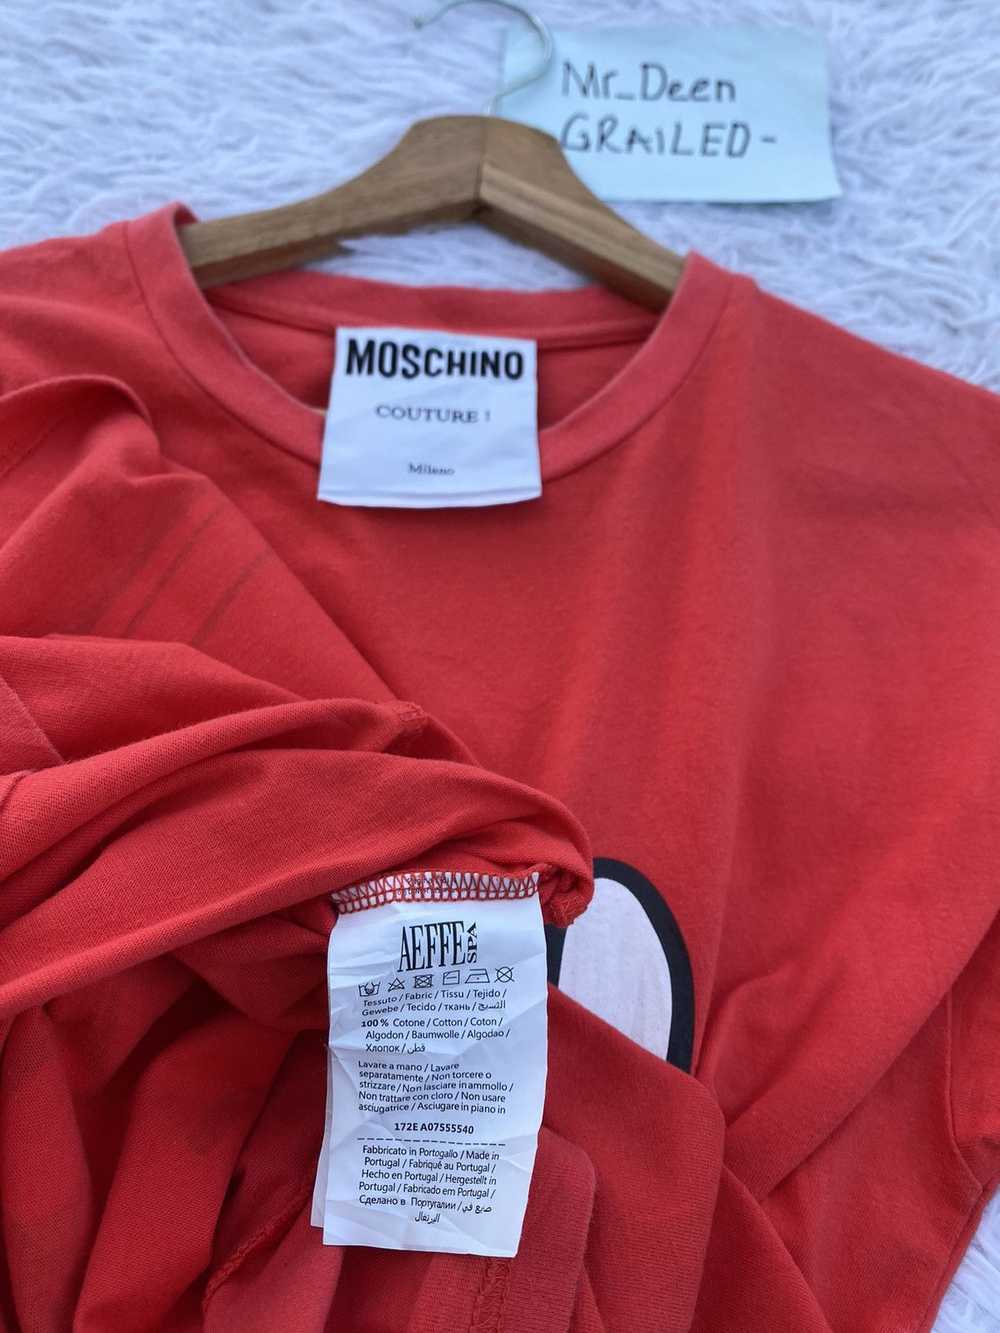 Mr_Deen
-GRAILED-
MOSCHINO
COUTURE !
Milano
AEFFE SPA
Tessuto / Fabric / Tissu / Tejido /
Gewebe / Tecido / ткань / النسيج
100 % Cotone / Cotton / Coton /
Algodon / Baumwolle / Algodao /
Хлопок / قطن
Lavare a mano / Lavare
separatamente / Non torcere o
strizzare / Non lasciare in ammollo /
Non trattare con cloro / Non usare
asciugatrice / Asciugare in piano in
172E A07555540
Fabbricato in Portogallo / Made in
Portugal / Fabriqué au Portugal /
Hecho en Portugal / Hergestellt in
Portugal / Fabricado em Portugal /
Сделано в Португалии / صنع في
البرتغال